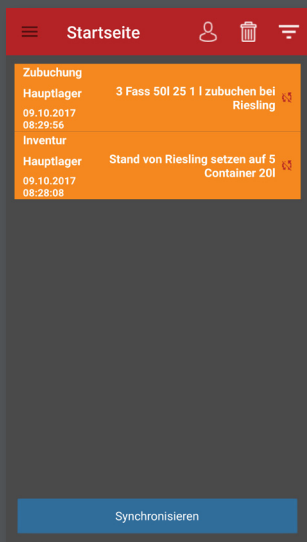 Startseite
Zubuchung
Hauptlager
3 Fass 50l 25 1 l zubuchen bei
Riesling
09.10.2017
08:29:56
Inventur
Hauptlager
Stand von Riesling setzen auf 5
Container 20l
09.10.2017
08:28:08
Synchronisieren